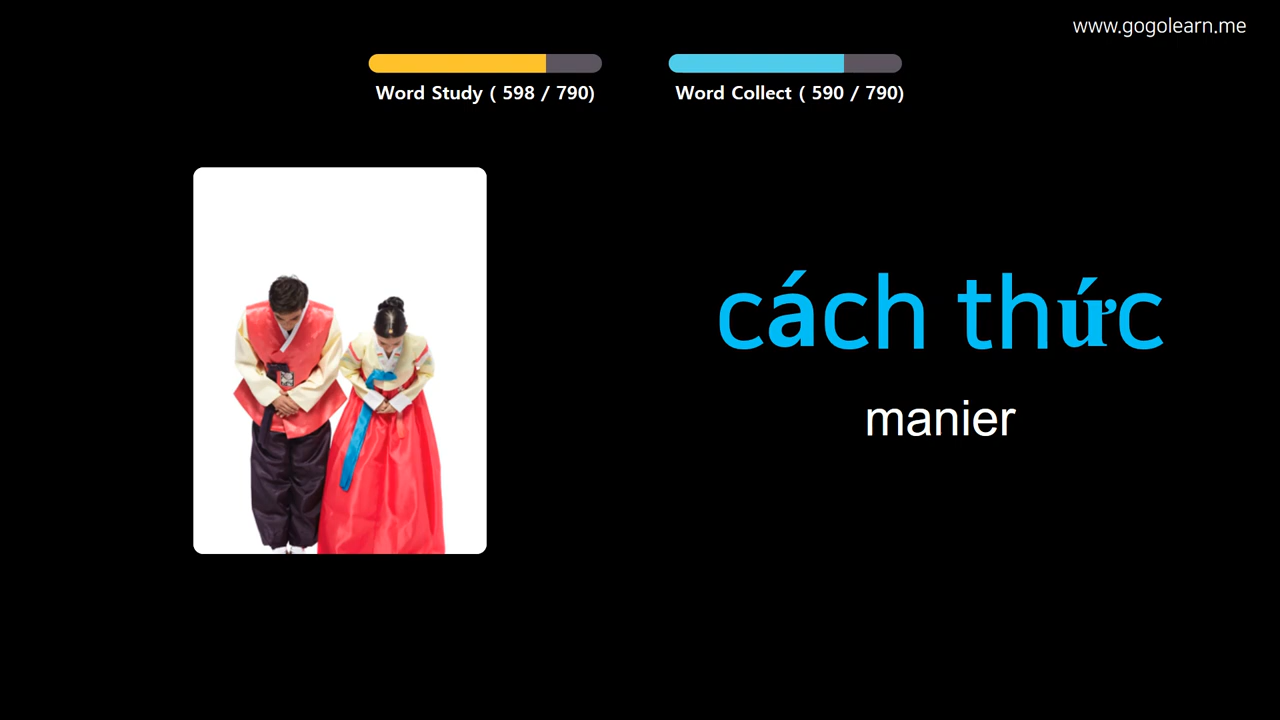 www.gogolearn.me
Word Study ( 598 / 790)
Word Collect ( 590 / 790)
cách thức
manier